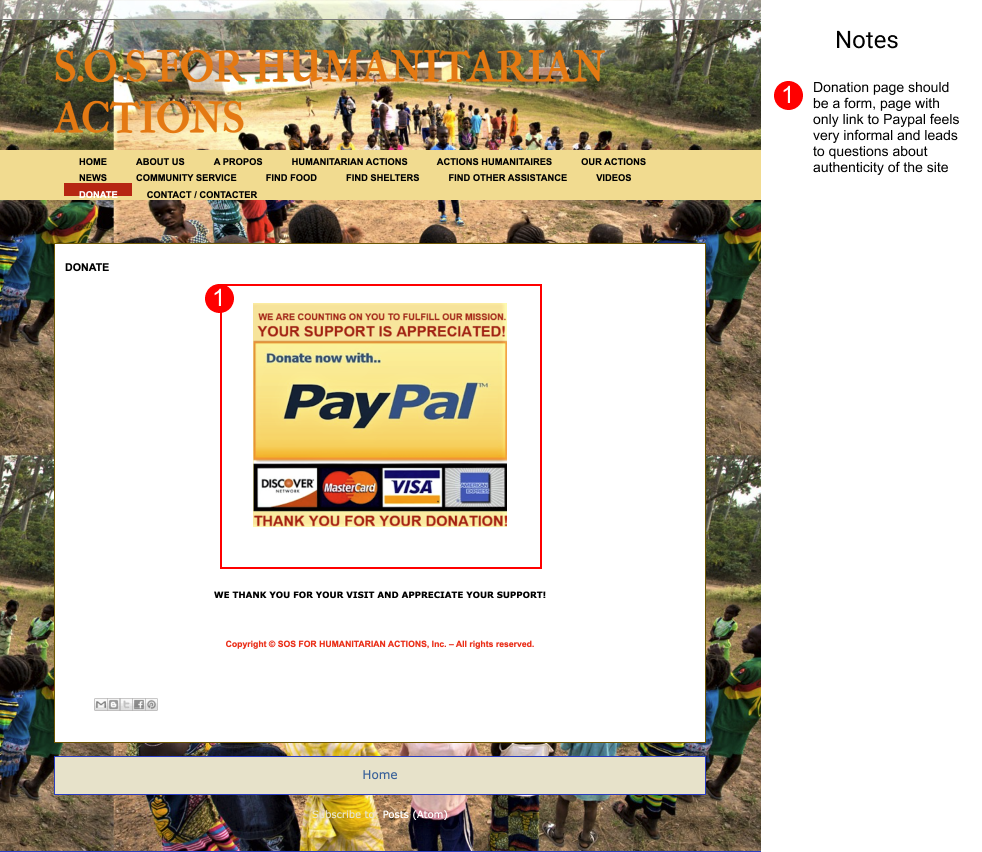 S.O.S FOR HUMANITARIAN
ACTIONS
HOME ABOUT US A PROPOS HUMANITARIAN ACTIONS ACTIONS HUMANITAIRES OUR ACTIONS
NEWS COMMUNITY SERVICE FIND FOOD FIND SHELTERS FIND OTHER ASSISTANCE VIDEOS
DONATE CONTACT / CONTACTER
DONATE
1
WE ARE COUNTING ON YOU TO FULFILL OUR MISSION.
YOUR SUPPORT IS APPRECIATED!
Donate now with..
PayPal™
DISCOVER MasterCard VISA AMERICAN
NETWORK EXPRESS
THANK YOU FOR YOUR DONATION!
WE THANK YOU FOR YOUR VISIT AND APPRECIATE YOUR SUPPORT!
Copyright © SOS FOR HUMANITARIAN ACTIONS, Inc. – All rights reserved.
Home
Subscribe to: Posts (Atom)
Notes
1
Donation page should
be a form, page with
only link to Paypal feels
very informal and leads
to questions about
authenticity of the site